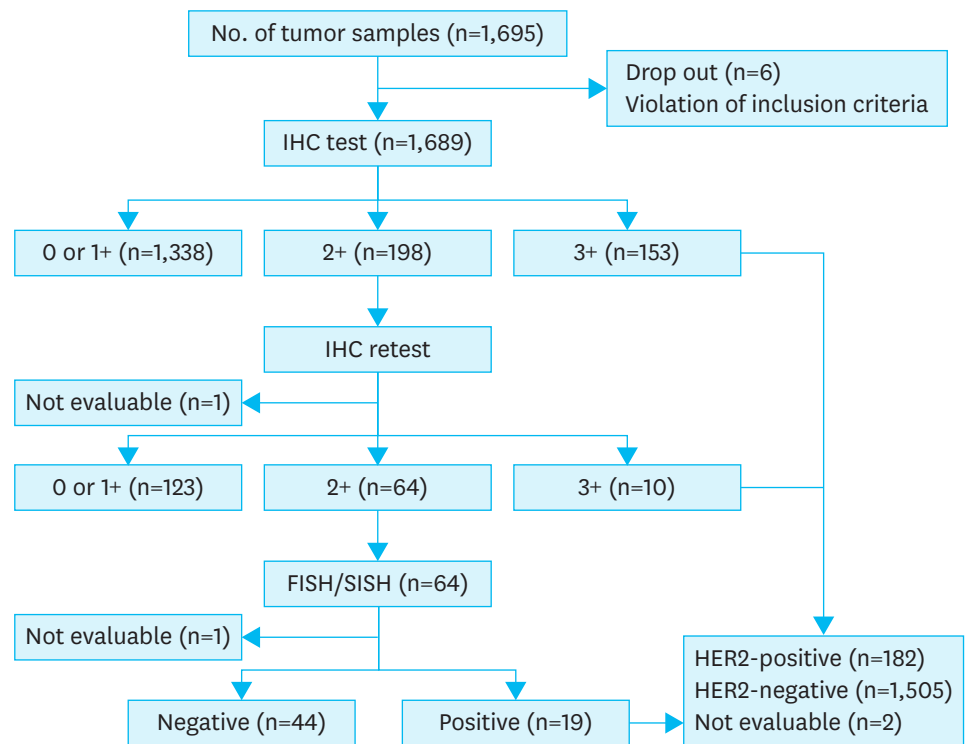 No. of tumor samples (n=1,695)
Drop out (n=6)
Violation of inclusion criteria
IHC test (n=1,689)
0 or 1+ (n=1,338)
2+ (n=198)
3+ (n=153)
IHC retest
Not evaluable (n=1)
0 or 1+ (n=123)
2+ (n=64)
3+ (n=10)
FISH/SISH (n=64)
Not evaluable (n=1)
Negative (n=44)
Positive (n=19)
HER2-positive (n=182)
HER2-negative (n=1,505)
Not evaluable (n=2)